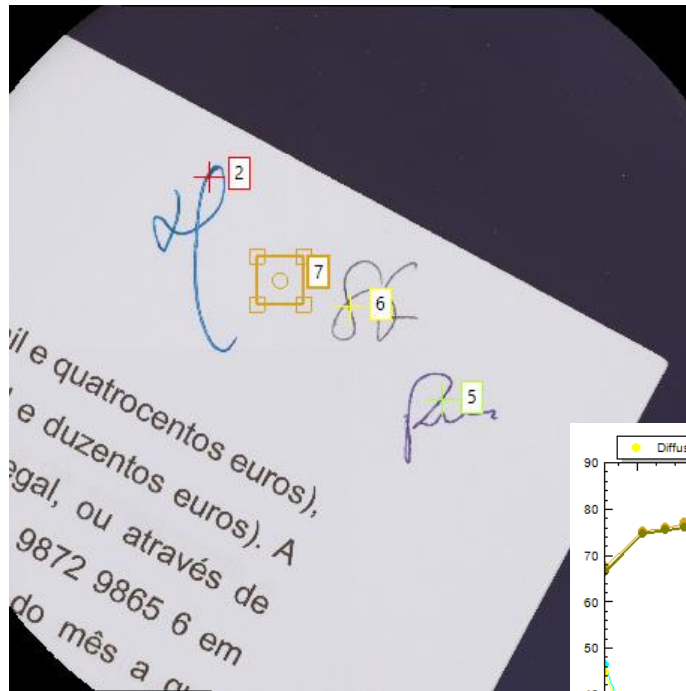 2
7
6
5
il e quatrocentos euros),
e duzentos euros). A
egal, ou através de
9872 9865 6 em
do mês a
Diffus
90
80
70
60
50